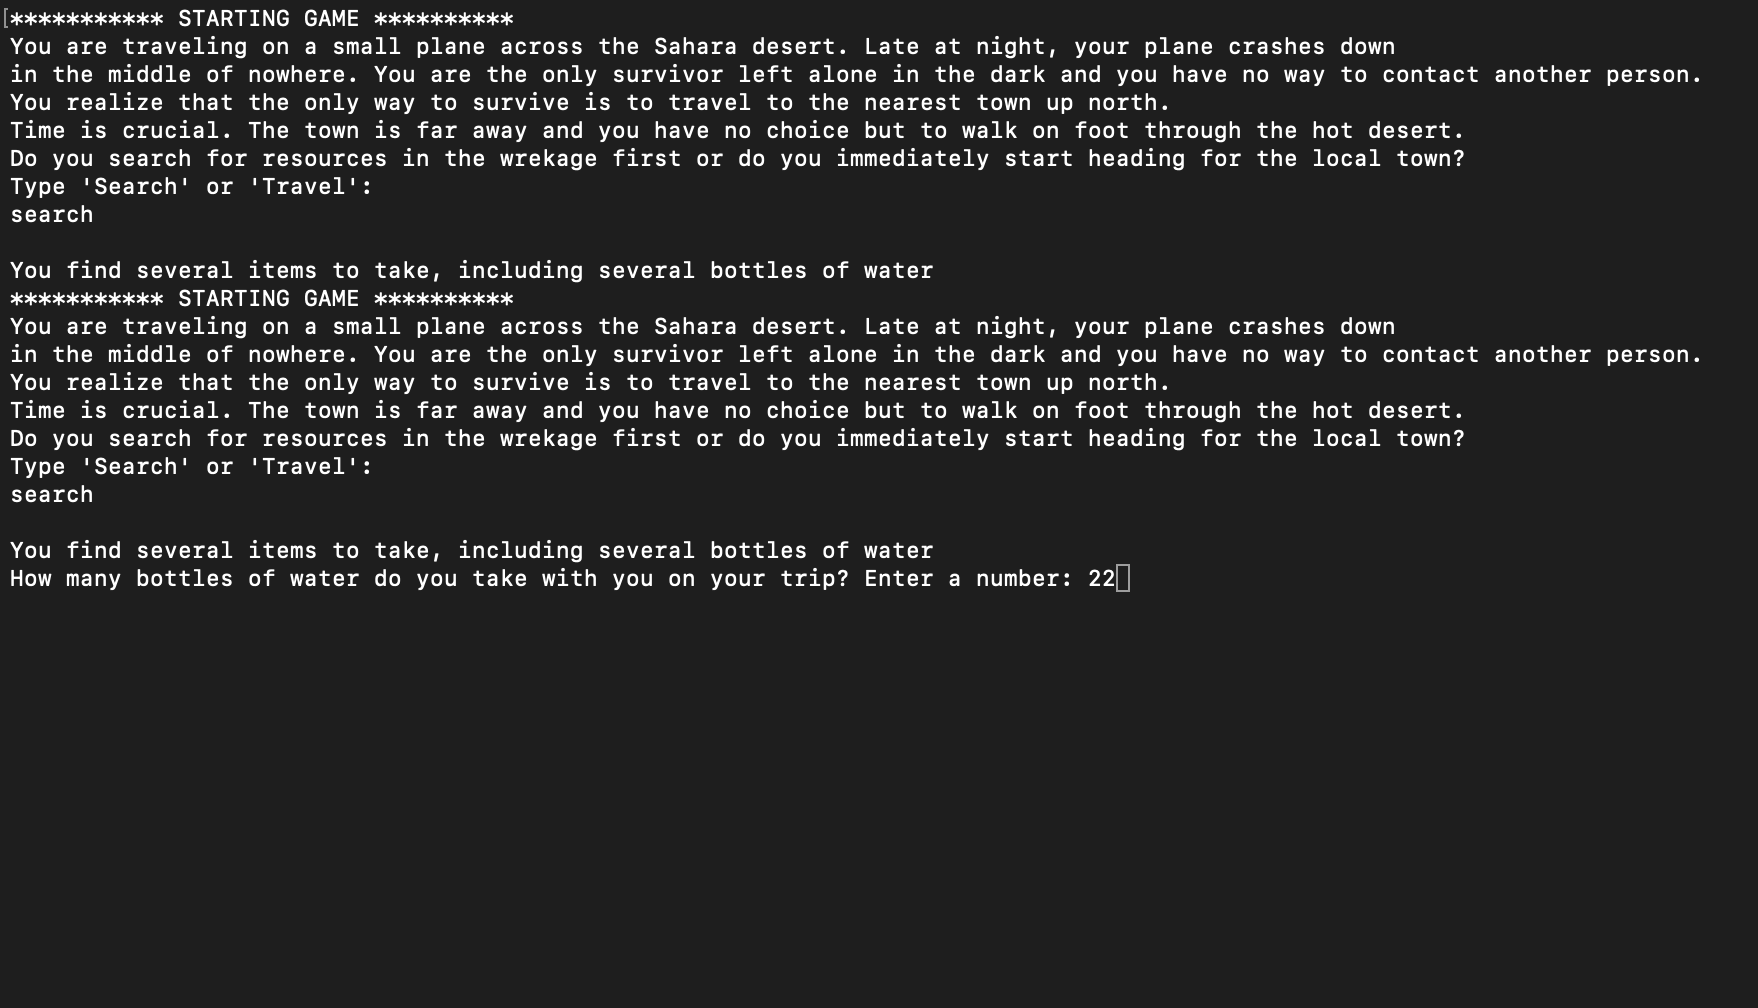 *********** STARTING GAME **********
You are traveling on a small plane across the Sahara desert. Late at night, your plane crashes down
in the middle of nowhere. You are the only survivor left alone in the dark and you have no way to contact another person.
You realize that the only way to survive is to travel to the nearest town up north.
Time is crucial. The town is far away and you have no choice but to walk on foot through the hot desert.
Do you search for resources in the wrekage first or do you immediately start heading for the local town?
Type 'Search' or 'Travel':
search
You find several items to take, including several bottles of water
*********** STARTING GAME **********
You are traveling on a small plane across the Sahara desert. Late at night, your plane crashes down
in the middle of nowhere. You are the only survivor left alone in the dark and you have no way to contact another person.
You realize that the only way to survive is to travel to the nearest town up north.
Time is crucial. The town is far away and you have no choice but to walk on foot through the hot desert.
Do you search for resources in the wrekage first or do you immediately start heading for the local town?
Type 'Search' or 'Travel':
search
You find several items to take, including several bottles of water
How many bottles of water do you take with you on your trip? Enter a number: 22